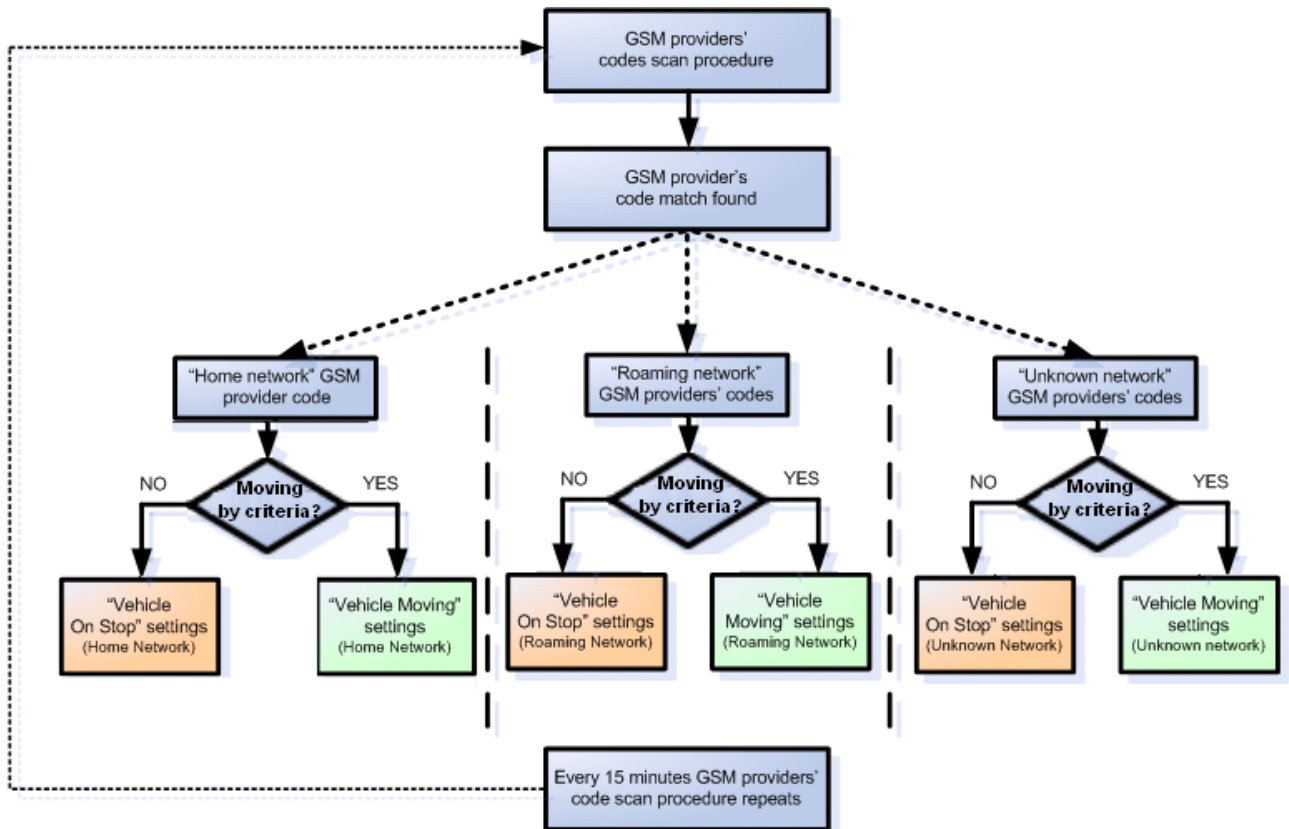 GSM providers'
codes scan procedure
GSM provider's
code match found
“Home network” GSM
provider code
“Roaming network”
GSM providers' codes
“Unknown network”
GSM providers' codes
NO
Moving
by criteria?
YES
NO
Moving
by criteria?
YES
NO
Moving
by criteria?
YES
“Vehicle
On Stop” settings
(Home Network)
“Vehicle Moving”
settings
(Home Network)
“Vehicle
On Stop” settings
(Roaming Network)
“Vehicle
Moving” settings
(Roaming Network)
“Vehicle
On Stop” settings
(Unknown Network)
“Vehicle Moving”
settings
(Unknown network)
Every 15 minutes GSM providers'
code scan procedure repeats